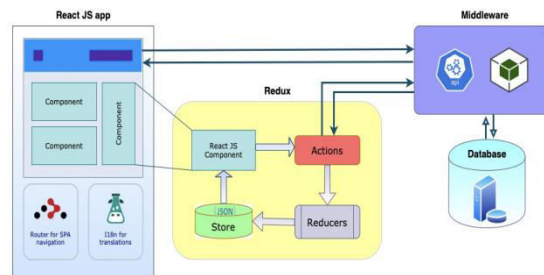 React JS app
Middleware
api
Component
Component
Component
Redux
React JS
Component
Actions
JSON
Store
Reducers
Database
Router for SPA
navigation
I18n for
translations